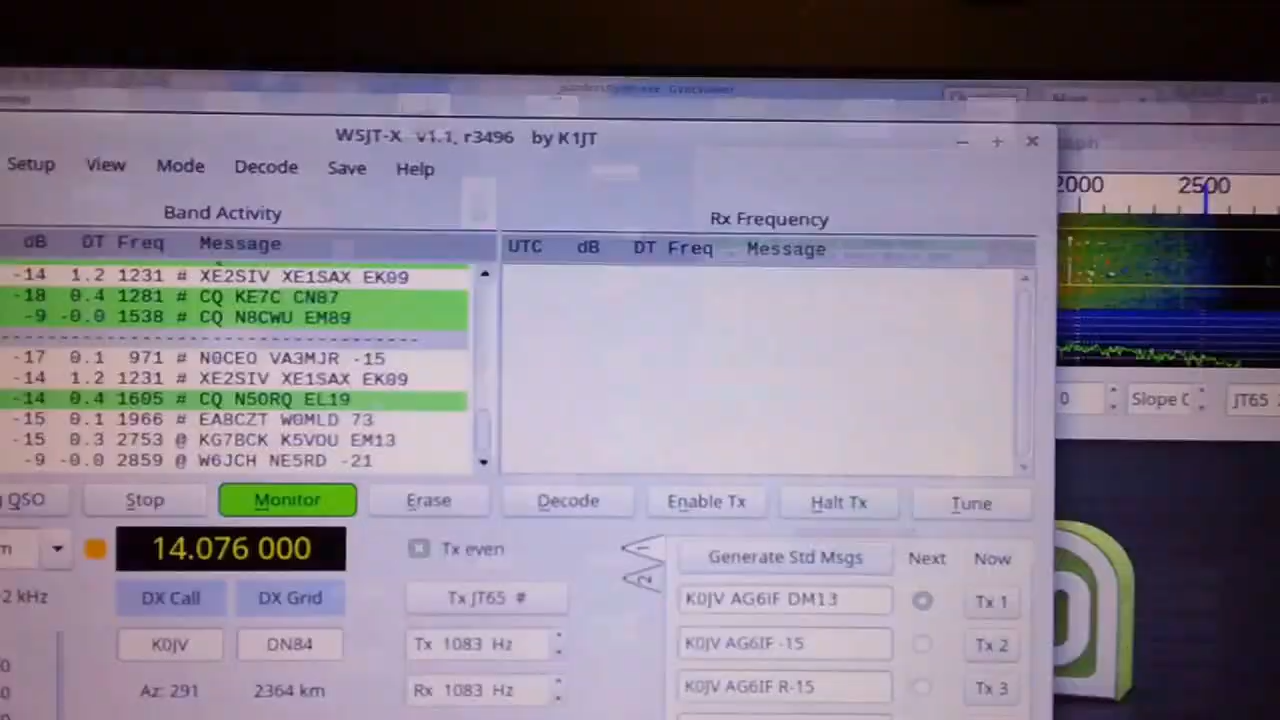 WSJT-X v1.1, r3496 by K1JT
Setup View Mode Decode Save Help
2000 2500
Band Activity
Rx Frequency
dB DT Freq Message
UTC dB DT Freq Message
-14 1.2 1231 # XE2SIV XE1SAX EK09
-18 0.4 1281 # CQ KE7C CN87
-9 -0.0 1538 # CQ N8CWU EM89
-17 0.1 971 # N0CEO VA3MJR -15
-14 1.2 1231 # XE2SIV XE1SAX EK09
-14 0.4 1605 # CQ N5ORQ EL19
-15 0.1 1966 # EA8CZT W0MLD 73
-15 0.3 2753 @ KG7BCK K5VOU EM13
-9 -0.0 2859 @ W6JCH NE5RD -21
0 Slope C JT65
QSO Stop Monitor Erase Decode Enable Tx Halt Tx Tune
m 14.076 000 Tx even
1
2
Generate Std Msgs Next Now
2 kHz DX Call DX Grid Tx JT65 #
K0JV AG6IF DM13 Tx 1
K0JV DN84 Tx 1083 Hz
K0JV AG6IF -15 Tx 2
Az: 291 2364 km Rx 1083 Hz
K0JV AG6IF R-15 Tx 3